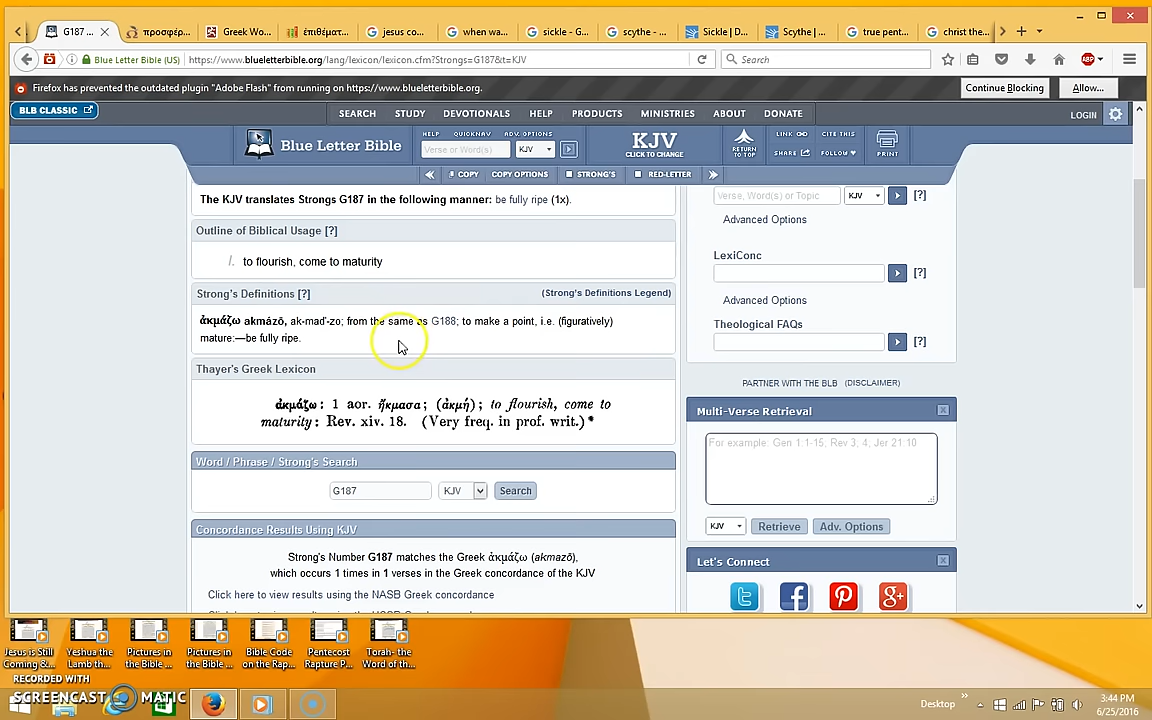 G187 ...
προσφέρ...
Greek Wo...
ἐπιθέματ...
jesus co...
when wa...
sickle - G...
scythe - ...
Sickle | D...
Scythe | ...
true pent...
christ the...
Blue Letter Bible (US)
https://www.blueletterbible.org/lang/lexicon/lexicon.cfm?Strongs=G187&t=KJV
Search
ABP
Firefox has prevented the outdated plugin "Adobe Flash" from running on https://www.blueletterbible.org.
Continue Blocking
Allow...
BLB CLASSIC
SEARCH STUDY DEVOTIONALS HELP PRODUCTS MINISTRIES ABOUT DONATE
LOGIN
Blue Letter Bible
HELP QUICKNAV ADV. OPTIONS
Verse or Word(s) KJV
KJV
CLICK TO CHANGE
RETURN TO TOP
LINK CITE THIS
SHARE FOLLOW
PRINT
COPY COPY OPTIONS STRONG'S RED-LETTER
The KJV translates Strongs G187 in the following manner: be fully ripe (1x).
Outline of Biblical Usage [?]
I. to flourish, come to maturity
Strong's Definitions [?] (Strong's Definitions Legend)
ἀκμάζω akmázō, ak-mad'-zo; from the same as G188; to make a point, i.e. (figuratively)
mature:—be fully ripe.
Thayer's Greek Lexicon
ἀκμάζω: 1 aor. ἤκμασα; (ἀκμή); to flourish, come to
maturity: Rev. xiv. 18. (Very freq. in prof. writ.)*
Word / Phrase / Strong's Search
G187 KJV Search
Concordance Results Using KJV
Strong's Number G187 matches the Greek ἀκμάζω (akmazō),
which occurs 1 times in 1 verses in the Greek concordance of the KJV
Click here to view results using the NASB Greek concordance
Verse, Word(s) or Topic KJV [?]
Advanced Options
LexiConc
[?]
Advanced Options
Theological FAQs
[?]
PARTNER WITH THE BLB (DISCLAIMER)
Multi-Verse Retrieval
For example: Gen 1:1-15, Rev 3, 4, Jer 21:10
KJV Retrieve Adv. Options
Let's Connect
Jesus is Still Coming &...
Yeshua the Lamb th...
Pictures in the Bible ...
Pictures in the Bible ...
Bible Code on the Rap...
Pentecost Rapture P...
Torah- the Word of th...
RECORDED WITH
SCREENCAST MATIC
Desktop
3:44 PM
6/25/2016